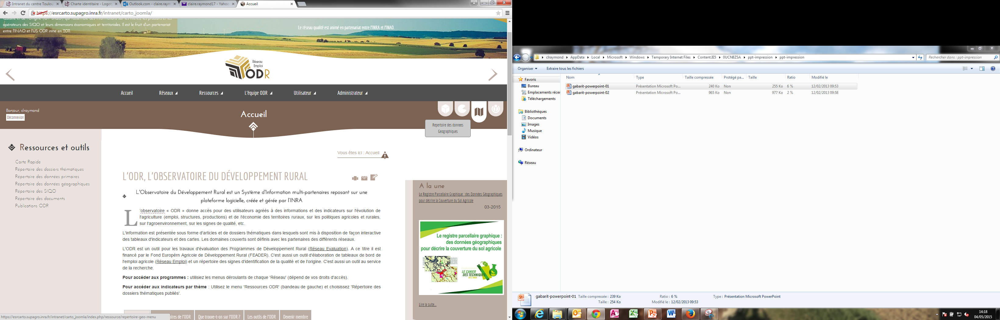 Intranet du centre Toulou
Charte identitaire - Logoty
Outlook.com - claire.raym
claire.raymond17 - Yahoo
Accueil
https://esrcarto.supagro.inra.fr/intranet/carto_joomla/
opérateurs des SIQO et leurs dimensions économiques et territoriales. Il est le fruit d'un partenariat
entre l'INAO et l'US ODR initié en 2011.
Le réseau qualité est animé en partenariat entre l'INRA et l'INAO.
Réseau
Emploi
ODR
Accueil
Réseaux
Ressources
L'équipe ODR
Utilisateur
Administrateur
Bonjour, clraymond
Déconnexion
Accueil
Repertoire des donnees
Geographiques
Ressources et outils
Carte Rapide
Répertoire des dossiers thématiques
Répertoire des données primaires
Répertoire des données géographiques
Répertoire des SIQO
Répertoire des documents
Publications ODR
Vous êtes ici : Accueil
L'ODR, L'OBSERVATOIRE DU DÉVELOPPEMENT RURAL
L'Observatoire du Développement Rural est un Système d'Information multi-partenaires reposant sur une
plateforme logicielle, créée et gérée par l'INRA
L'observatoire « ODR » donne accès pour des utilisateurs agréés à des informations et des indicateurs sur l'évolution de
l'agriculture (emploi, structures, productions) et de l'économie des territoires ruraux, sur les politiques agricoles et rurales,
sur l'agroenvironnement, sur les signes de qualité, etc.
L'information est présentée sous forme d'articles et de dossiers thématiques dans lesquels sont mis à disposition de façon interactive
des tableaux d'indicateurs et des cartes. Les domaines couverts sont définis avec les partenaires des différents réseaux.
L'ODR est un outil pour les travaux d'évaluation des Programmes de Développement Rural (Réseau Evaluation). A ce titre il est
financé par le Fond Europérn Agricole de Développement Rural (FEADER). C'est aussi un outil d'élaboration de tableaux de bord de
l'emploi agricole (Réseau Emploi) et un répertoire des signes d'identification de la qualité et de l'origine. C'est aussi un outil au service
de la recherche.
Pour accéder aux programmes : utilisiez les menus déroulants de chaque 'Réseau' (dépend de vos droits d'accès).
Pour accéder aux indicateurs par thème : Utilisez le menu 'Ressources ODR' (bandeau de gauche) et choisissez 'Répertoire des
dossiers thématiques publiés'.
A la une
Le Registre Parcellaire Graphique : des Données Géographiques
pour décrire la Couverture du Sol Agricole
03-2015
Le registre parcellaire graphique :
des données géographiques
pour décrire la couverture du sol agricole
LE CAHIER
DES TECHNIQUES
DE L'INRA
Lire la suite...
aires de l'ODR
Que trouve-t-on sur l'ODR ?
Les outils de l'ODR
Devenir membre
https://esrcarto.supagro.inra.fr/intranet/carto_joomla/index.php/ressource/repertoire-geo-menu
clraymond
AppData
Local
Microsoft
Windows
Temporary Internet Files
Content.IE5
0UCN8ZSA
ppt-impression
ppt-impression
Rechercher dans : ppt-impression
Organiser
Extraire tous les fichiers
Favoris
Bureau
Emplacements récen
Téléchargements
Bibliothèques
Documents
Images
Musique
Vidéos
Ordinateur
Réseau
Nom Type Taille compressée Protégé pa... Taille Ratio Modifié le
gabarit-powerpoint-01 Présentation Microsoft Po... 240 Ko Non 255 Ko 6 % 12/02/2013 09:53
gabarit-powerpoint-02 Présentation Microsoft Po... 965 Ko Non 977 Ko 2 % 12/02/2013 09:58
gabarit-powerpoint-01 Taille compressée : 239 Ko Ratio : 6 % Type : Présentation Microsoft PowerPoint
Taille : 254 Ko Modifié le : 12/02/2013 09:53
14:18
04/05/2015